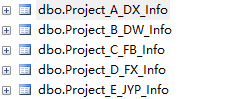 dbo.Project_A_DX_Info
dbo.Project_B_DW_Info
dbo.Project_C_FB_Info
dbo.Project_D_FX_Info
dbo.Project_E_JYP_Info